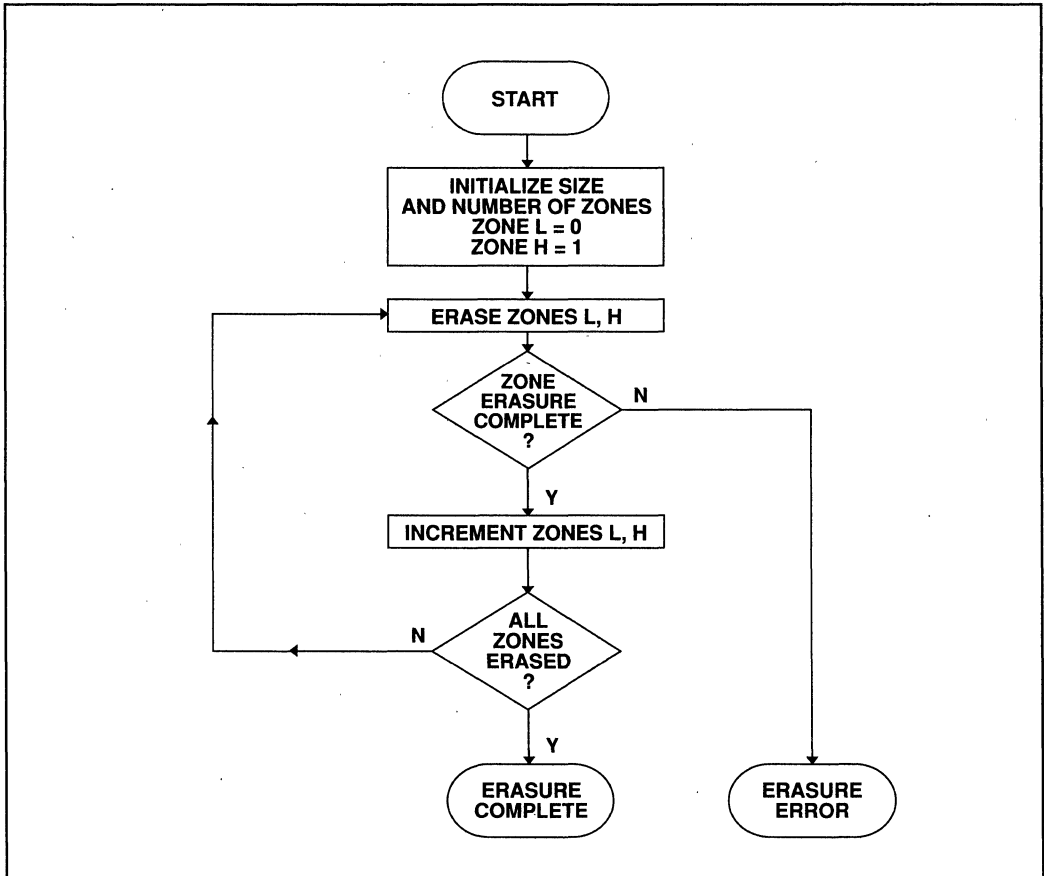 START
INITIALIZE SIZE
AND NUMBER OF ZONES
ZONE L = 0
ZONE H = 1
ERASE ZONES L, H
ZONE
ERASURE
COMPLETE
?
N
Y
INCREMENT ZONES L, H
ALL
ZONES
ERASED
?
N
Y
ERASURE
COMPLETE
ERASURE
ERROR